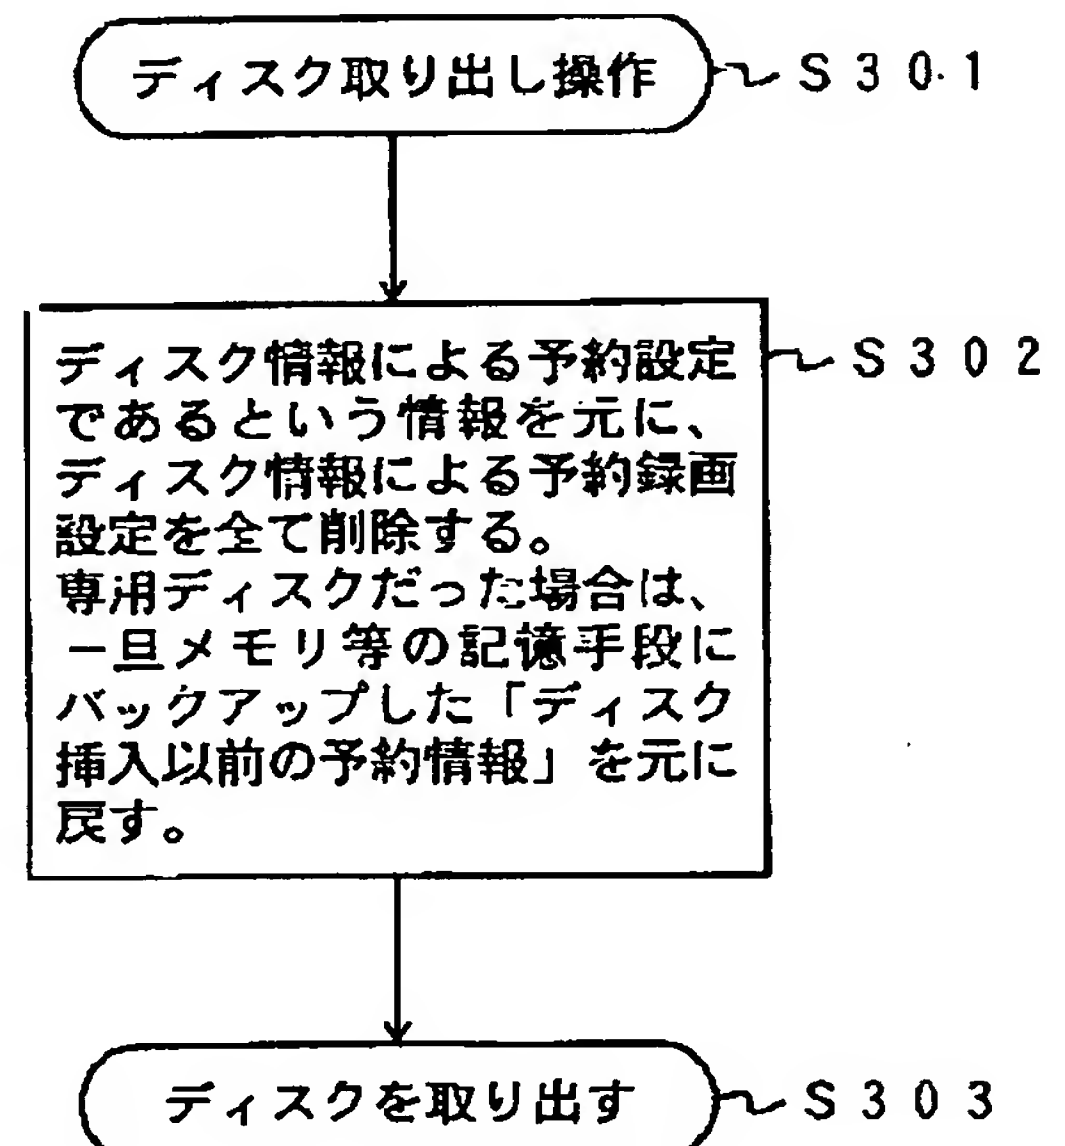 ディスク取り出し操作
S301
ディスク情報による予約設定
S302
であるという情報を元に、
ディスク情報による予約録画
設定を全て削除する。
専用ディスクだった場合は、
一旦メモリ等の記憶手段に
バックアップした「ディスク
挿入以前の予約情報」を元に
戻す。
ディスクを取り出す
S303